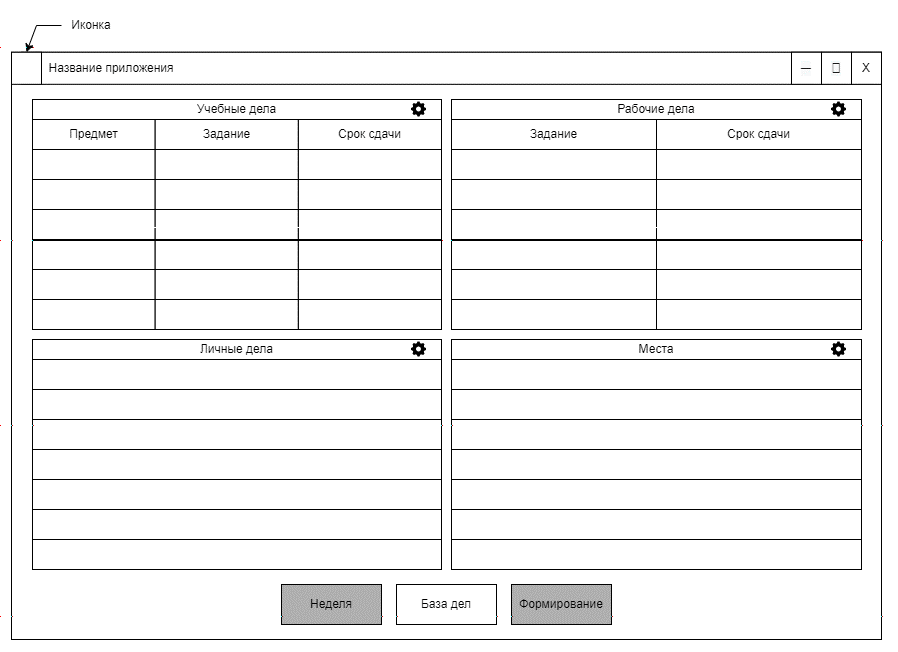 Иконка
Название приложения
X
Учебные дела
Рабочие дела
Предмет
Задание
Срок сдачи
Задание
Срок сдачи
Личные дела
Места
Неделя
База дел
Формирование